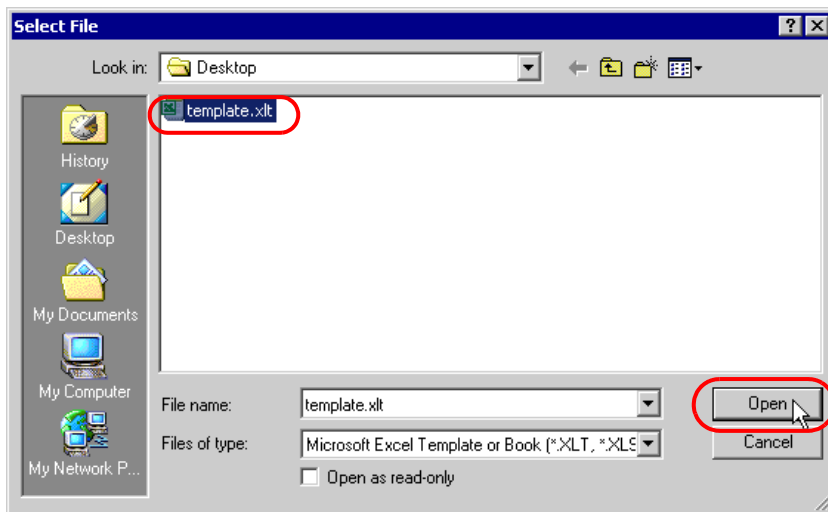 Select File
Look in: Desktop
template.xlt
History
Desktop
My Documents
My Computer
My Network P...
File name: template.xlt Open
Files of type: Microsoft Excel Template or Book (*.XLT, *.XLS Cancel
Open as read-only